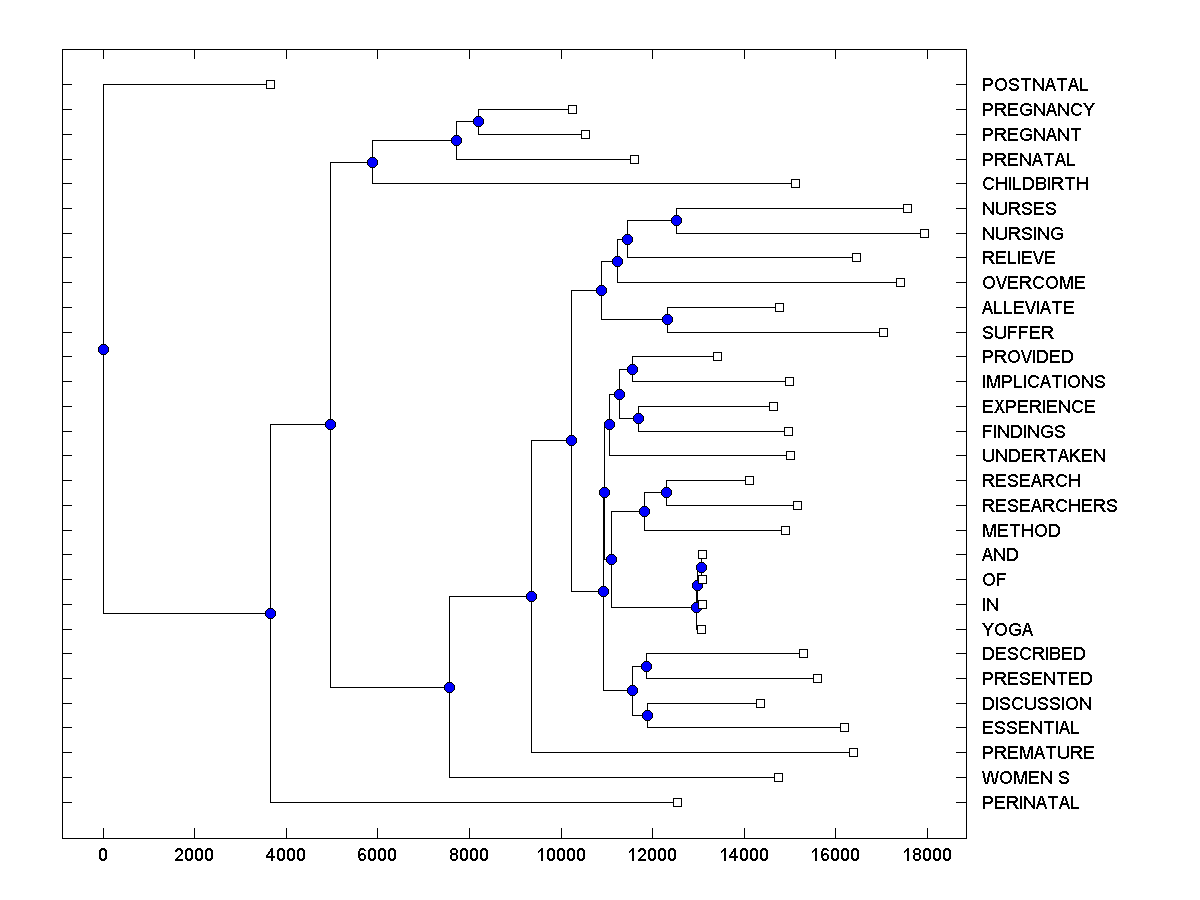 POSTNATAL
PREGNANCY
PREGNANT
PRENATAL
CHILDBIRTH
NURSES
NURSING
RELIEVE
OVERCOME
ALLEVIATE
SUFFER
PROVIDED
IMPLICATIONS
EXPERIENCE
FINDINGS
UNDERTAKEN
RESEARCH
RESEARCHERS
METHOD
AND
OF
IN
YOGA
DESCRIBED
PRESENTED
DISCUSSION
ESSENTIAL
PREMATURE
WOMEN S
PERINATAL
0 2000 4000 6000 8000 10000 12000 14000 16000 18000